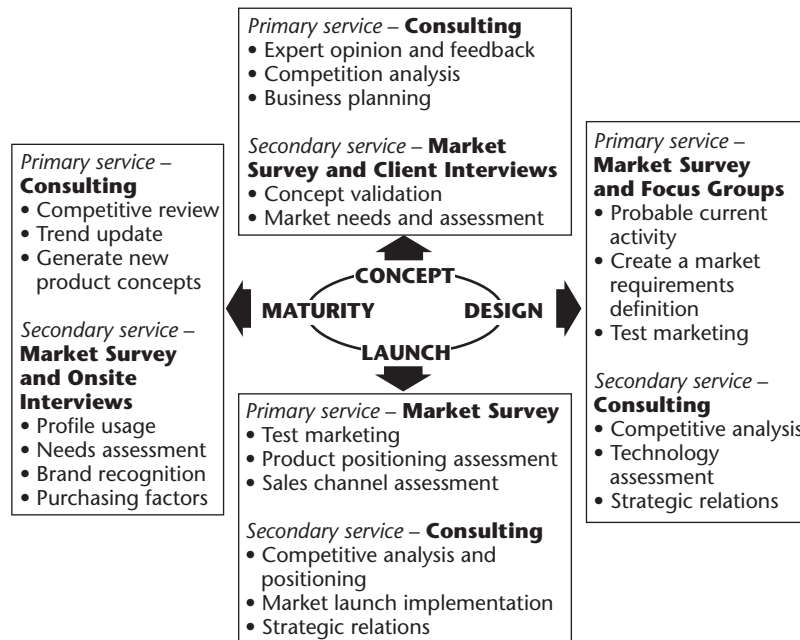 Primary service – Consulting
• Expert opinion and feedback
• Competition analysis
• Business planning
Secondary service – Market
Survey and Client Interviews
• Concept validation
• Market needs and assessment
Primary service –
Consulting
• Competitive review
• Trend update
• Generate new
product concepts
Secondary service –
Market Survey
and Onsite
Interviews
• Profile usage
• Needs assessment
• Brand recognition
• Purchasing factors
CONCEPT
MATURITY
DESIGN
LAUNCH
Primary service –
Market Survey
and Focus Groups
• Probable current
activity
• Create a market
requirements
definition
• Test marketing
Secondary service –
Consulting
• Competitive analysis
• Technology
assessment
• Strategic relations
Primary service – Market Survey
• Test marketing
• Product positioning assessment
• Sales channel assessment
Secondary service – Consulting
• Competitive analysis and
positioning
• Market launch implementation
• Strategic relations